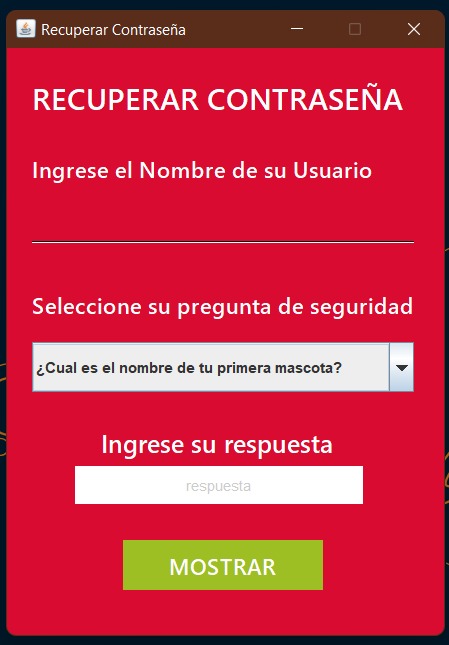 Recuperar Contraseña
RECUPERAR CONTRASEÑA
Ingrese el Nombre de su Usuario
Seleccione su pregunta de seguridad
¿Cual es el nombre de tu primera mascota?
Ingrese su respuesta
respuesta
MOSTRAR